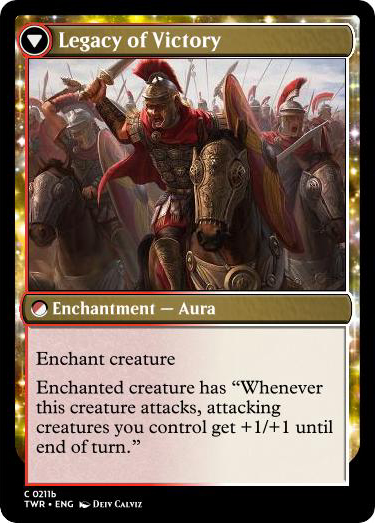 Legacy of Victory
Enchantment — Aura
Enchant creature
Enchanted creature has “Whenever
this creature attacks, attacking
creatures you control get +1/+1 until
end of turn.”
C 0211b
TWR • ENG Deiv Calviz